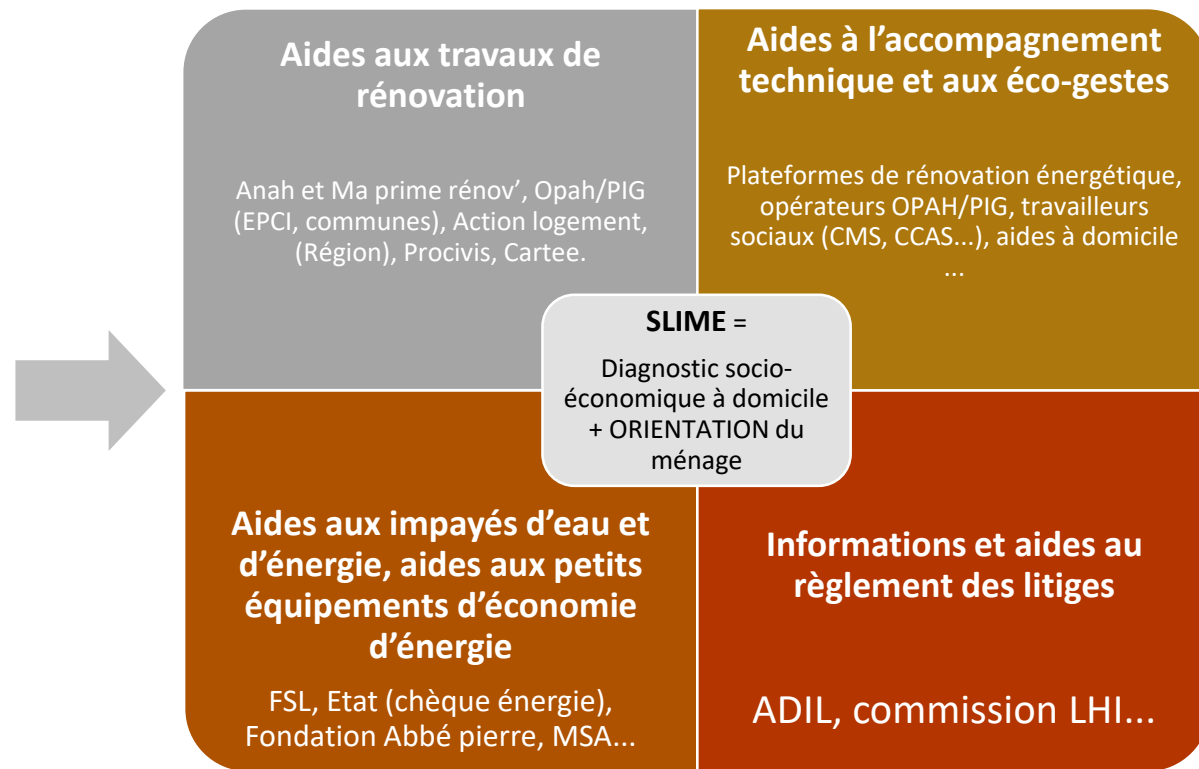 Aides aux travaux de
rénovation
Anah et Ma prime rénov’, Opah/PIG
(EPCI, communes), Action logement,
(Région), Procivis, Cartee.
Aides à l’accompagnement
technique et aux éco-gestes
Plateformes de rénovation énergétique,
opérateurs OPAH/PIG, travailleurs
sociaux (CMS, CCAS...), aides à domicile
...
SLIME =
Diagnostic socio-
économique à domicile
+ ORIENTATION du
ménage
Aides aux impayés d’eau et
d’énergie, aides aux petits
équipements d’économie
d’énergie
FSL, Etat (chèque énergie),
Fondation Abbé pierre, MSA...
Informations et aides au
règlement des litiges
ADIL, commission LHI...